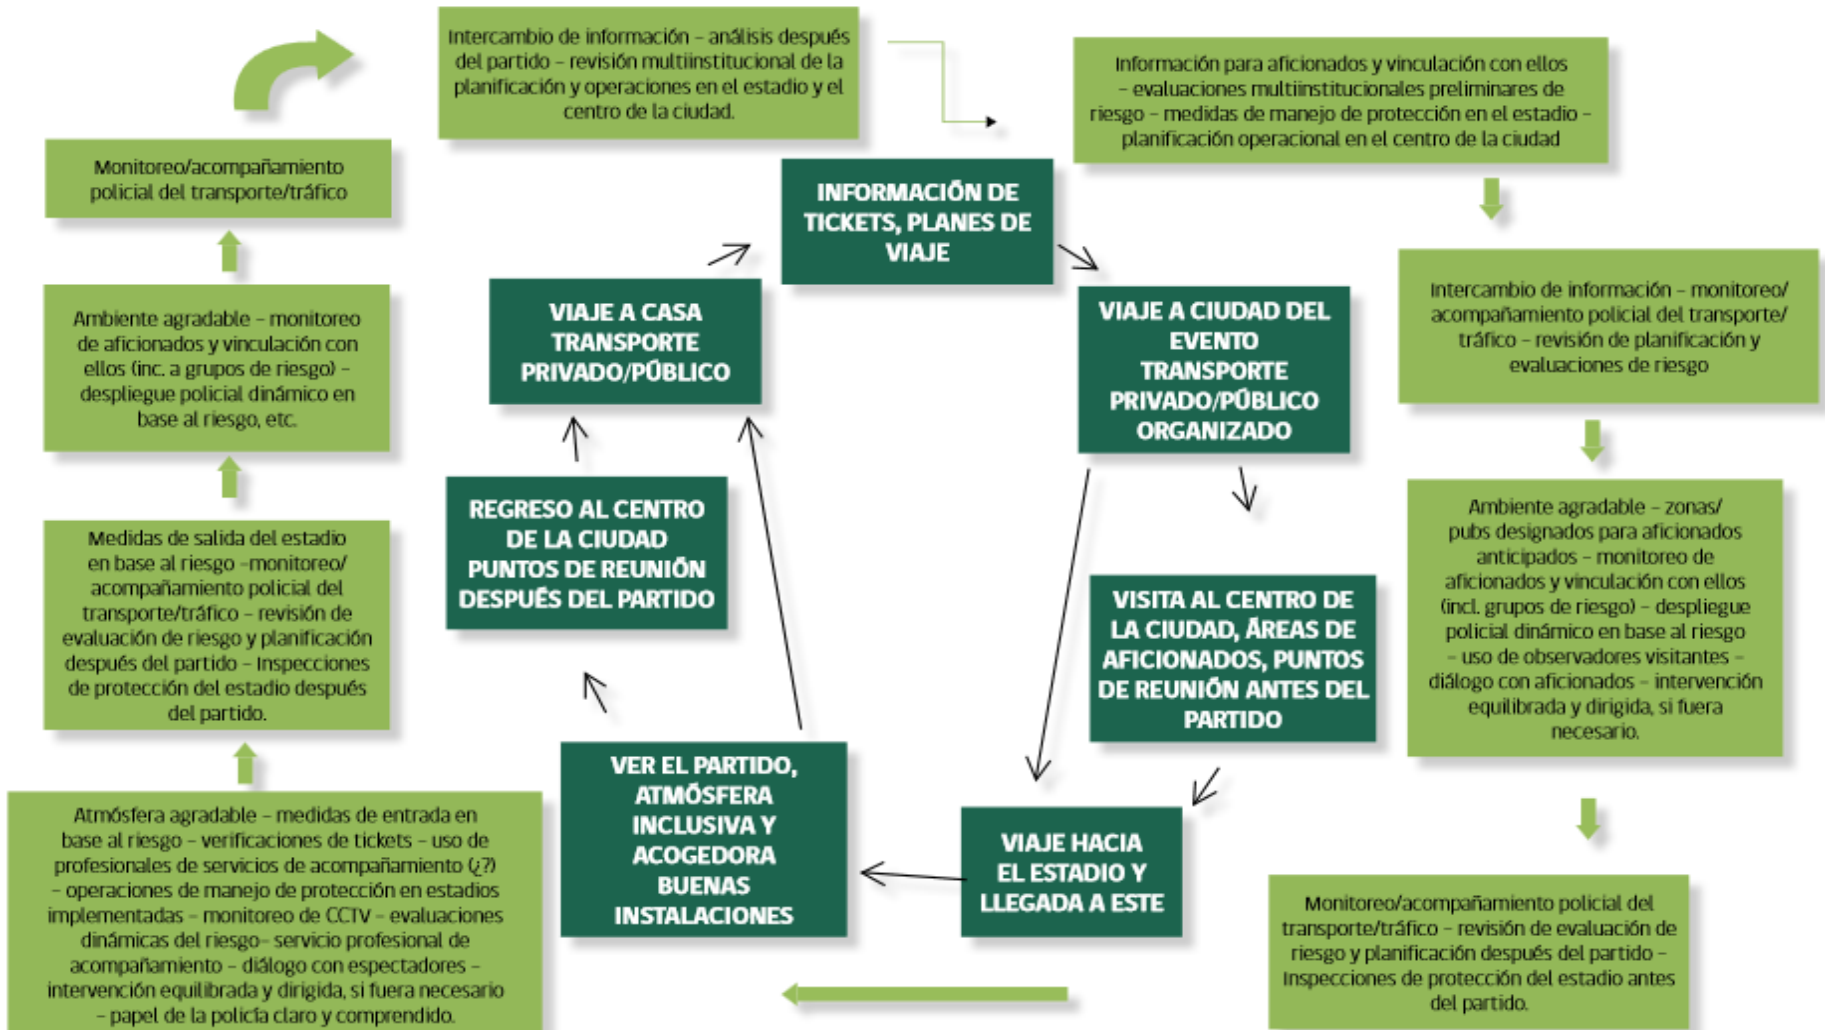 Intercambio de información – análisis después
del partido – revisión multiinstitucional de la
planificación y operaciones en el estadio y el
centro de la ciudad.
Información para aficionados y vinculación con ellos
– evaluaciones multiinstitucionales preliminares de
riesgo – medidas de manejo de protección en el estadio –
planificación operacional en el centro de la ciudad
Monitoreo/acompañamiento
policial del transporte/tráfico
INFORMACIÓN DE
TICKETS, PLANES DE
VIAJE
VIAJE A CASA
TRANSPORTE
PRIVADO/PÚBLICO
VIAJE A CIUDAD DEL
EVENTO
TRANSPORTE
PRIVADO/PÚBLICO
ORGANIZADO
Intercambio de información – monitoreo/
acompañamiento policial del transporte/
tráfico – revisión de planificación y
evaluaciones de riesgo
Ambiente agradable – monitoreo
de aficionados y vinculación con
ellos (inc. a grupos de riesgo) –
despliegue policial dinámico en
base al riesgo, etc.
REGRESO AL CENTRO
DE LA CIUDAD
PUNTOS DE REUNIÓN
DESPUÉS DEL PARTIDO
Ambiente agradable – zonas/
pubs designados para aficionados
anticipados – monitoreo de
aficionados y vinculación con ellos
(incl. grupos de riesgo) – despliegue
policial dinámico en base al riesgo
– uso de observadores visitantes –
diálogo con aficionados – intervención
equilibrada y dirigida, si fuera
necesario.
Medidas de salida del estadio
en base al riesgo –monitoreo/
acompañamiento policial del
transporte/tráfico – revisión de
evaluación de riesgo y planificación
después del partido – Inspecciones
de protección del estadio después
del partido.
VISITA AL CENTRO DE
LA CIUDAD, ÁREAS DE
AFICIONADOS, PUNTOS
DE REUNIÓN ANTES DEL
PARTIDO
VER EL PARTIDO,
ATMÓSFERA
INCLUSIVA Y
ACOGEDORA
BUENAS
INSTALACIONES
VIAJE HACIA
EL ESTADIO Y
LLEGADA A ESTE
Atmósfera agradable – medidas de entrada en
base al riesgo – verificaciones de tickets – uso de
profesionales de servicios de acompañamiento (¿?)
– operaciones de manejo de protección en estadios
implementadas – monitoreo de CCTV – evaluaciones
dinámicas del riesgo– servicio profesional de
acompañamiento – diálogo con espectadores –
intervención equilibrada y dirigida, si fuera necesario
– papel de la policía claro y comprendido.
Monitoreo/acompañamiento policial del
transporte/tráfico – revisión de evaluación de
riesgo y planificación después del partido –
Inspecciones de protección del estadio antes
del partido.